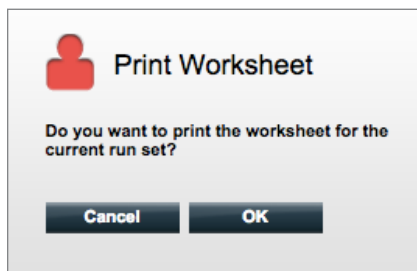 Print Worksheet
Do you want to print the worksheet for the
current run set?
Cancel OK